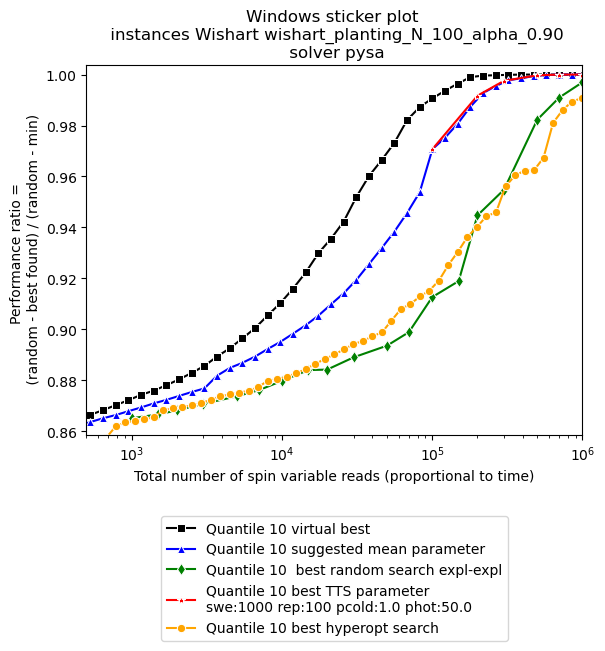 Windows sticker plot
instances Wishart wishart_planting_N_100_alpha_0.90
solver pysa
Performance ratio =
(random - best found) / (random - min)
1.00
0.98
0.96
0.94
0.92
0.90
0.88
0.86
10³
10⁴
10⁵
10⁶
Total number of spin variable reads (proportional to time)
Quantile 10 virtual best
Quantile 10 suggested mean parameter
Quantile 10  best random search expl-expl
Quantile 10 best TTS parameter
swe:1000 rep:100 pcold:1.0 phot:50.0
Quantile 10 best hyperopt search